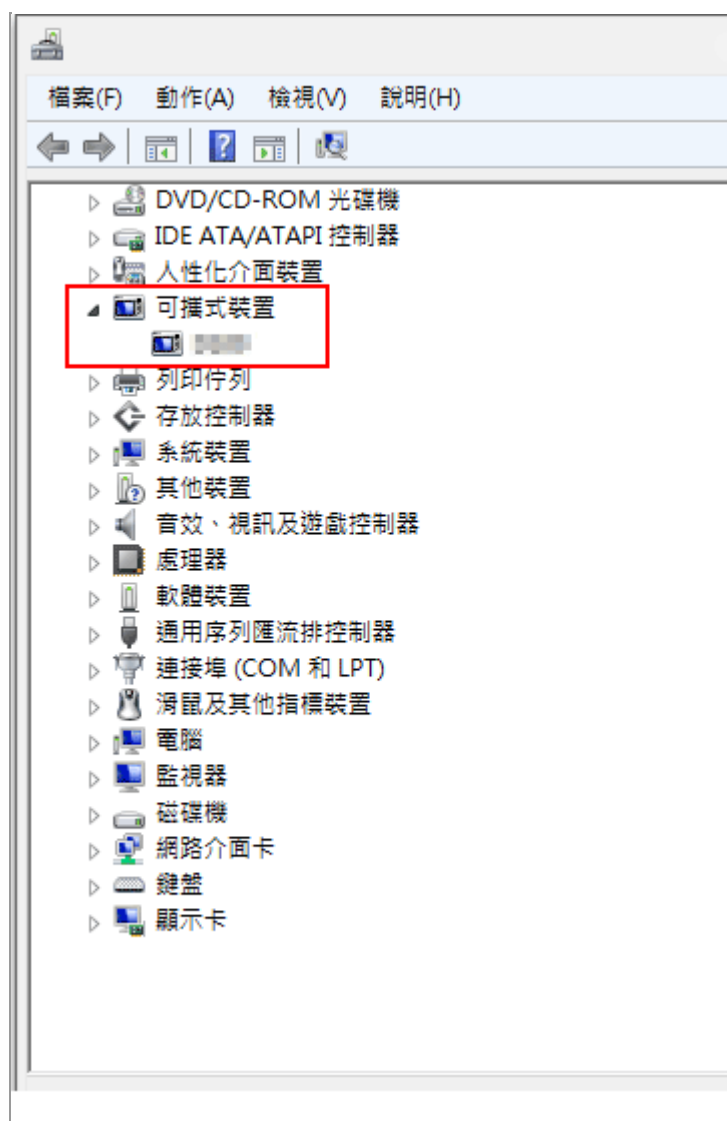 檔案(F) 動作(A) 檢視(V) 說明(H)
DVD/CD-ROM 光碟機
IDE ATA/ATAPI 控制器
人性化介面裝置
可攜式裝置
列印佇列
存放控制器
系統裝置
其他裝置
音效、視訊及遊戲控制器
處理器
軟體裝置
通用序列匯流排控制器
連接埠 (COM 和 LPT)
滑鼠及其他指標裝置
電腦
監視器
磁碟機
網路介面卡
鍵盤
顯示卡